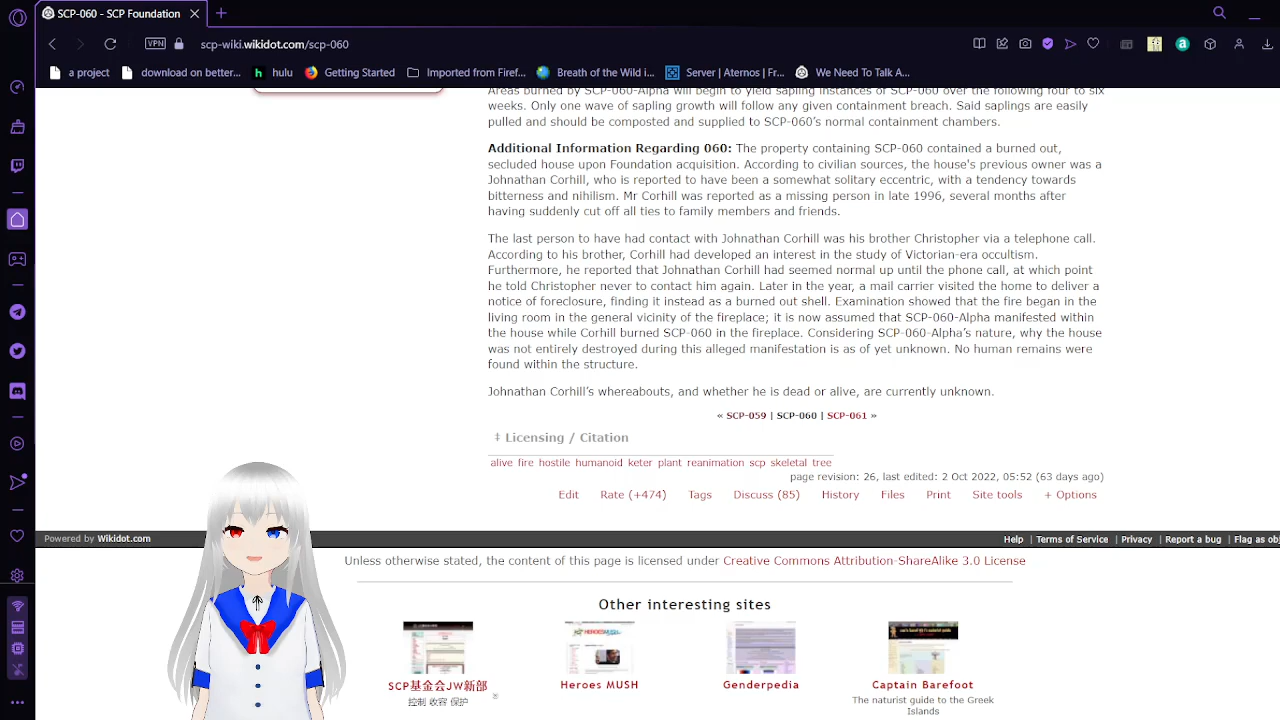 SCP-060 - SCP Foundation
VPN
scp-wiki.wikidot.com/scp-060
a project
download on better...
hulu
Getting Started
Imported from Firef...
Breath of the Wild i...
Server | Aternos | Fr...
We Need To Talk A...
Areas burned by SCP-060-Alpha will begin to yield sapling instances of SCP-060 over the following four to six
weeks. Only one wave of sapling growth will follow any given containment breach. Said saplings are easily
pulled and should be composted and supplied to SCP-060's normal containment chambers.
Additional Information Regarding 060: The property containing SCP-060 contained a burned out,
secluded house upon Foundation acquisition. According to civilian sources, the house's previous owner was a
Johnathan Corhill, who is reported to have been a somewhat solitary eccentric, with a tendency towards
bitterness and nihilism. Mr Corhill was reported as a missing person in late 1996, several months after
having suddenly cut off all ties to family members and friends.
The last person to have had contact with Johnathan Corhill was his brother Christopher via a telephone call.
According to his brother, Corhill had developed an interest in the study of Victorian-era occultism.
Furthermore, he reported that Johnathan Corhill had seemed normal up until the phone call, at which point
he told Christopher never to contact him again. Later in the year, a mail carrier visited the home to deliver a
notice of foreclosure, finding it instead as a burned out shell. Examination showed that the fire began in the
living room in the general vicinity of the fireplace; it is now assumed that SCP-060-Alpha manifested within
the house while Corhill burned SCP-060 in the fireplace. Considering SCP-060-Alpha's nature, why the house
was not entirely destroyed during this alleged manifestation is as of yet unknown. No human remains were
found within the structure.
Johnathan Corhill's whereabouts, and whether he is dead or alive, are currently unknown.
« SCP-059 | SCP-060 | SCP-061 »
‡ Licensing / Citation
alive fire hostile humanoid keter plant reanimation scp skeletal tree
page revision: 26, last edited: 2 Oct 2022, 05:52 (63 days ago)
Edit Rate (+474) Tags Discuss (85) History Files Print Site tools + Options
Powered by Wikidot.com
Help | Terms of Service | Privacy | Report a bug | Flag as obj
Unless otherwise stated, the content of this page is licensed under Creative Commons Attribution-ShareAlike 3.0 License
Other interesting sites
SCP基金会JW新部
控制 收容 保护
Heroes MUSH
Genderpedia
Captain Barefoot
The naturist guide to the Greek
Islands